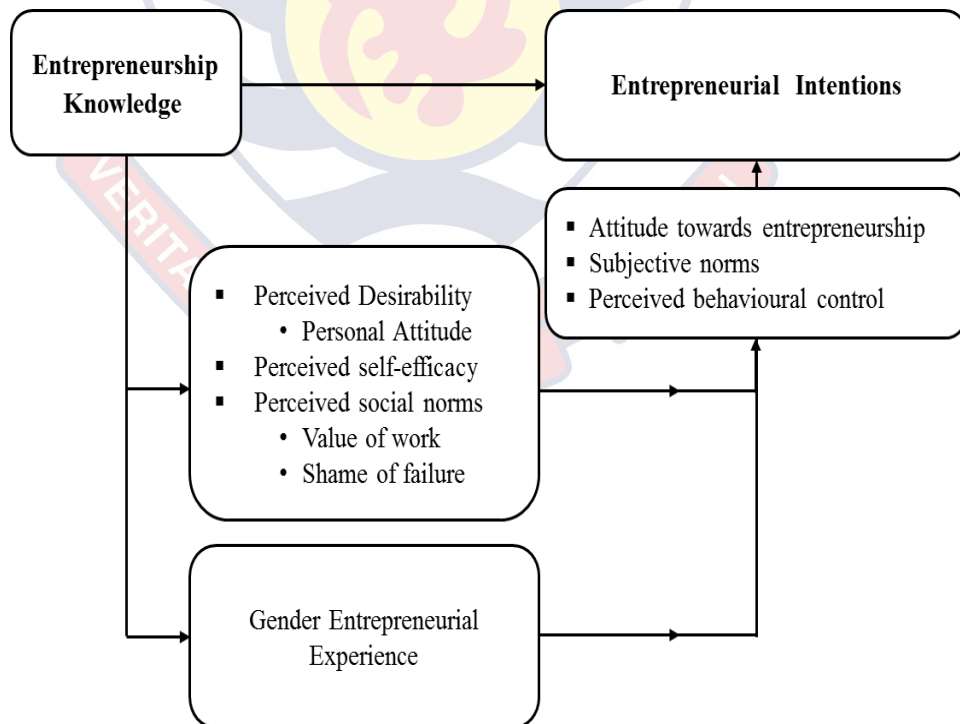 Entrepreneurship
Knowledge
Entrepreneurial Intentions
VERITA
▪ Attitude towards entrepreneurship
▪ Subjective norms
▪ Perceived behavioural control
▪ Perceived Desirability
• Personal Attitude
▪ Perceived self-efficacy
▪ Perceived social norms
• Value of work
• Shame of failure
Gender Entrepreneurial
Experience